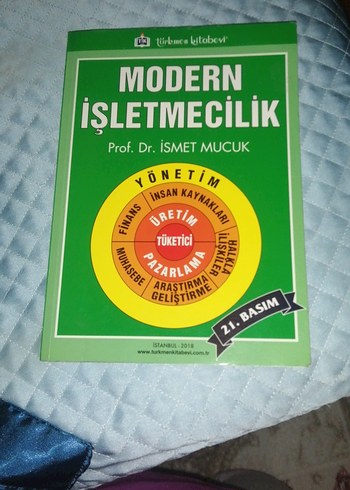 türkmen kitabevi
MODERN
İŞLETMECİLİK
Prof. Dr. İSMET MUCUK
YÖNETİM
İNSAN KAYNAKLARI
FİNANS
ÜRETİM
TÜKETİCİ
PAZARLAMA
HALKLA
İLİŞKİLER
MUHASEBE
ARAŞTIRMA
GELİŞTİRME
21. BASIM
İSTANBUL - 2018
www.turkmenkitabevi.com.tr